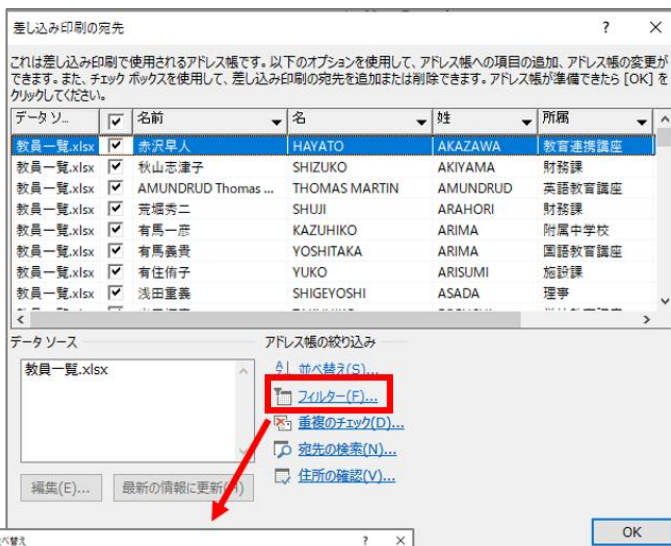 差し込み印刷の宛先 ? ×
これは差し込み印刷で使用されるアドレス帳です。以下のオプションを使用して、アドレス帳への項目の追加、アドレス帳の変更が
できます。また、チェック ボックスを使用して、差し込み印刷の宛先を追加または削除できます。アドレス帳が準備できたら [OK] を
クリックしてください。
データ ソ... 名前 名 姓 所属
教員一覧.xlsx 赤沢早人 HAYATO AKAZAWA 教育連携講座
教員一覧.xlsx 秋山志津子 SHIZUKO AKIYAMA 財務課
教員一覧.xlsx AMUNDRUD Thomas ... THOMAS MARTIN AMUNDRUD 英語教育講座
教員一覧.xlsx 荒堀秀二 SHUJI ARAHORI 財務課
教員一覧.xlsx 有馬一彦 KAZUHIKO ARIMA 附属中学校
教員一覧.xlsx 有馬義貴 YOSHITAKA ARIMA 国語教育講座
教員一覧.xlsx 有住侑子 YUKO ARISUMI 施設課
教員一覧.xlsx 浅田重義 SHIGEYOSHI ASADA 理事
データ ソース アドレス帳の絞り込み
教員一覧.xlsx
並べ替え(S)...
フィルター(F)...
重複のチェック(D)...
宛先の検索(N)...
住所の確認(V)...
編集(E)... 最新の情報に更新(H)
OK
べ替え ? ×